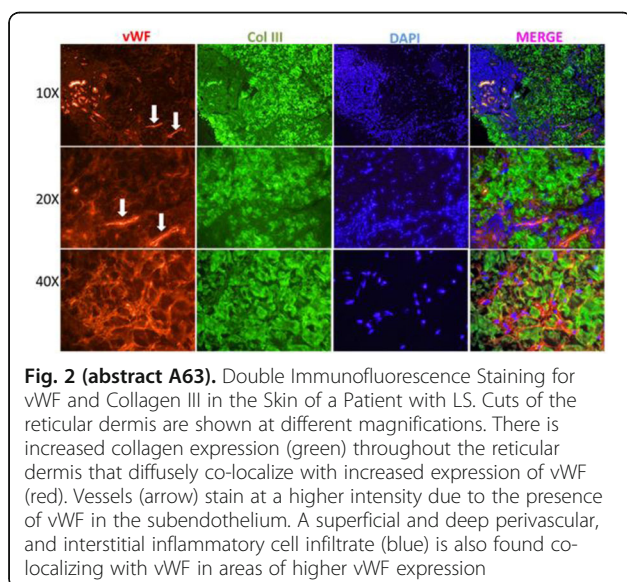 vWF Col III DAPI MERGE
10X
20X
40X
Fig. 2 (abstract A63). Double Immunofluorescence Staining for
vWF and Collagen III in the Skin of a Patient with LS. Cuts of the
reticular dermis are shown at different magnifications. There is
increased collagen expression (green) throughout the reticular
dermis that diffusely co-localize with increased expression of vWF
(red). Vessels (arrow) stain at a higher intensity due to the presence
of vWF in the subendothelium. A superficial and deep perivascular,
and interstitial inflammatory cell infiltrate (blue) is also found co-
localizing with vWF in areas of higher vWF expression